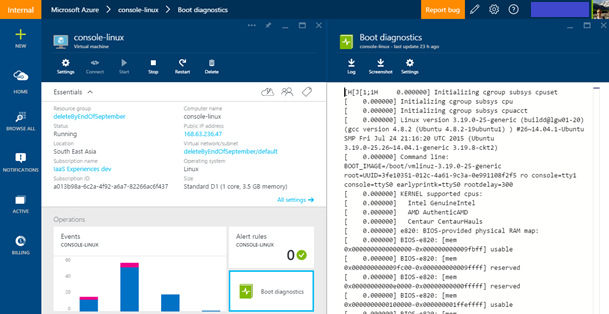 Internal
Microsoft Azure > console-linux > Boot diagnostics
Report bug
NEW
HUB
BROWSE ALL
NOTIFICATIONS
ACTIVE
BILLING
console-linux
Virtual machine
Settings
Connect
Start
Stop
Restart
Delete
Essentials
Resource group
deleteByEndOfSeptember
Status
Running
Location
South East Asia
Subscription name
IaaS Experiences dev
Subscription ID
a013b98a-6c2a-4f92-a6a7-82266ac6f437
Computer name
console-linux
Public IP address
168.63.236.47
Virtual network/subnet
deleteByEndOfSeptember/default
Operating system
Linux
Size
Standard D1 (1 core, 3.5 GB memory)
All settings →
Operations
Events
CONSOLE-LINUX
60
40
20
Alert rules
CONSOLE-LINUX
0
Boot diagnostics
Boot diagnostics
console-linux - last update 23 h ago
Log
Screenshot
Settings
[H[J[1;1H    0.000000] Initializing cgroup subsys cpuset
[    0.000000] Initializing cgroup subsys cpu
[    0.000000] Initializing cgroup subsys cpuacct
[    0.000000] Linux version 3.19.0-25-generic (buildd@lgw01-20)
(gcc version 4.8.2 (Ubuntu 4.8.2-19ubuntu1) ) #26~14.04.1-Ubuntu
SMP Fri Jul 24 21:16:20 UTC 2015 (Ubuntu
3.19.0-25.26~14.04.1-generic 3.19.8-ckt2)
[    0.000000] Command line:
BOOT_IMAGE=/boot/vmlinuz-3.19.0-25-generic
root=UUID=3fe10351-012c-4a61-9c3a-0e991108f2f5 ro console=tty1
console=ttyS0 earlyprintk=ttyS0 rootdelay=300
[    0.000000] KERNEL supported cpus:
[    0.000000]   Intel GenuineIntel
[    0.000000]   AMD AuthenticAMD
[    0.000000]   Centaur CentaurHauls
[    0.000000] e820: BIOS-provided physical RAM map:
[    0.000000] BIOS-e820: [mem
0x0000000000000000-0x000000000009fbff] usable
[    0.000000] BIOS-e820: [mem
0x000000000009fc00-0x000000000009ffff] reserved
[    0.000000] BIOS-e820: [mem
0x00000000000e0000-0x00000000000fffff] reserved
[    0.000000] BIOS-e820: [mem
0x0000000000100000-0x000000001ffeffff] usable